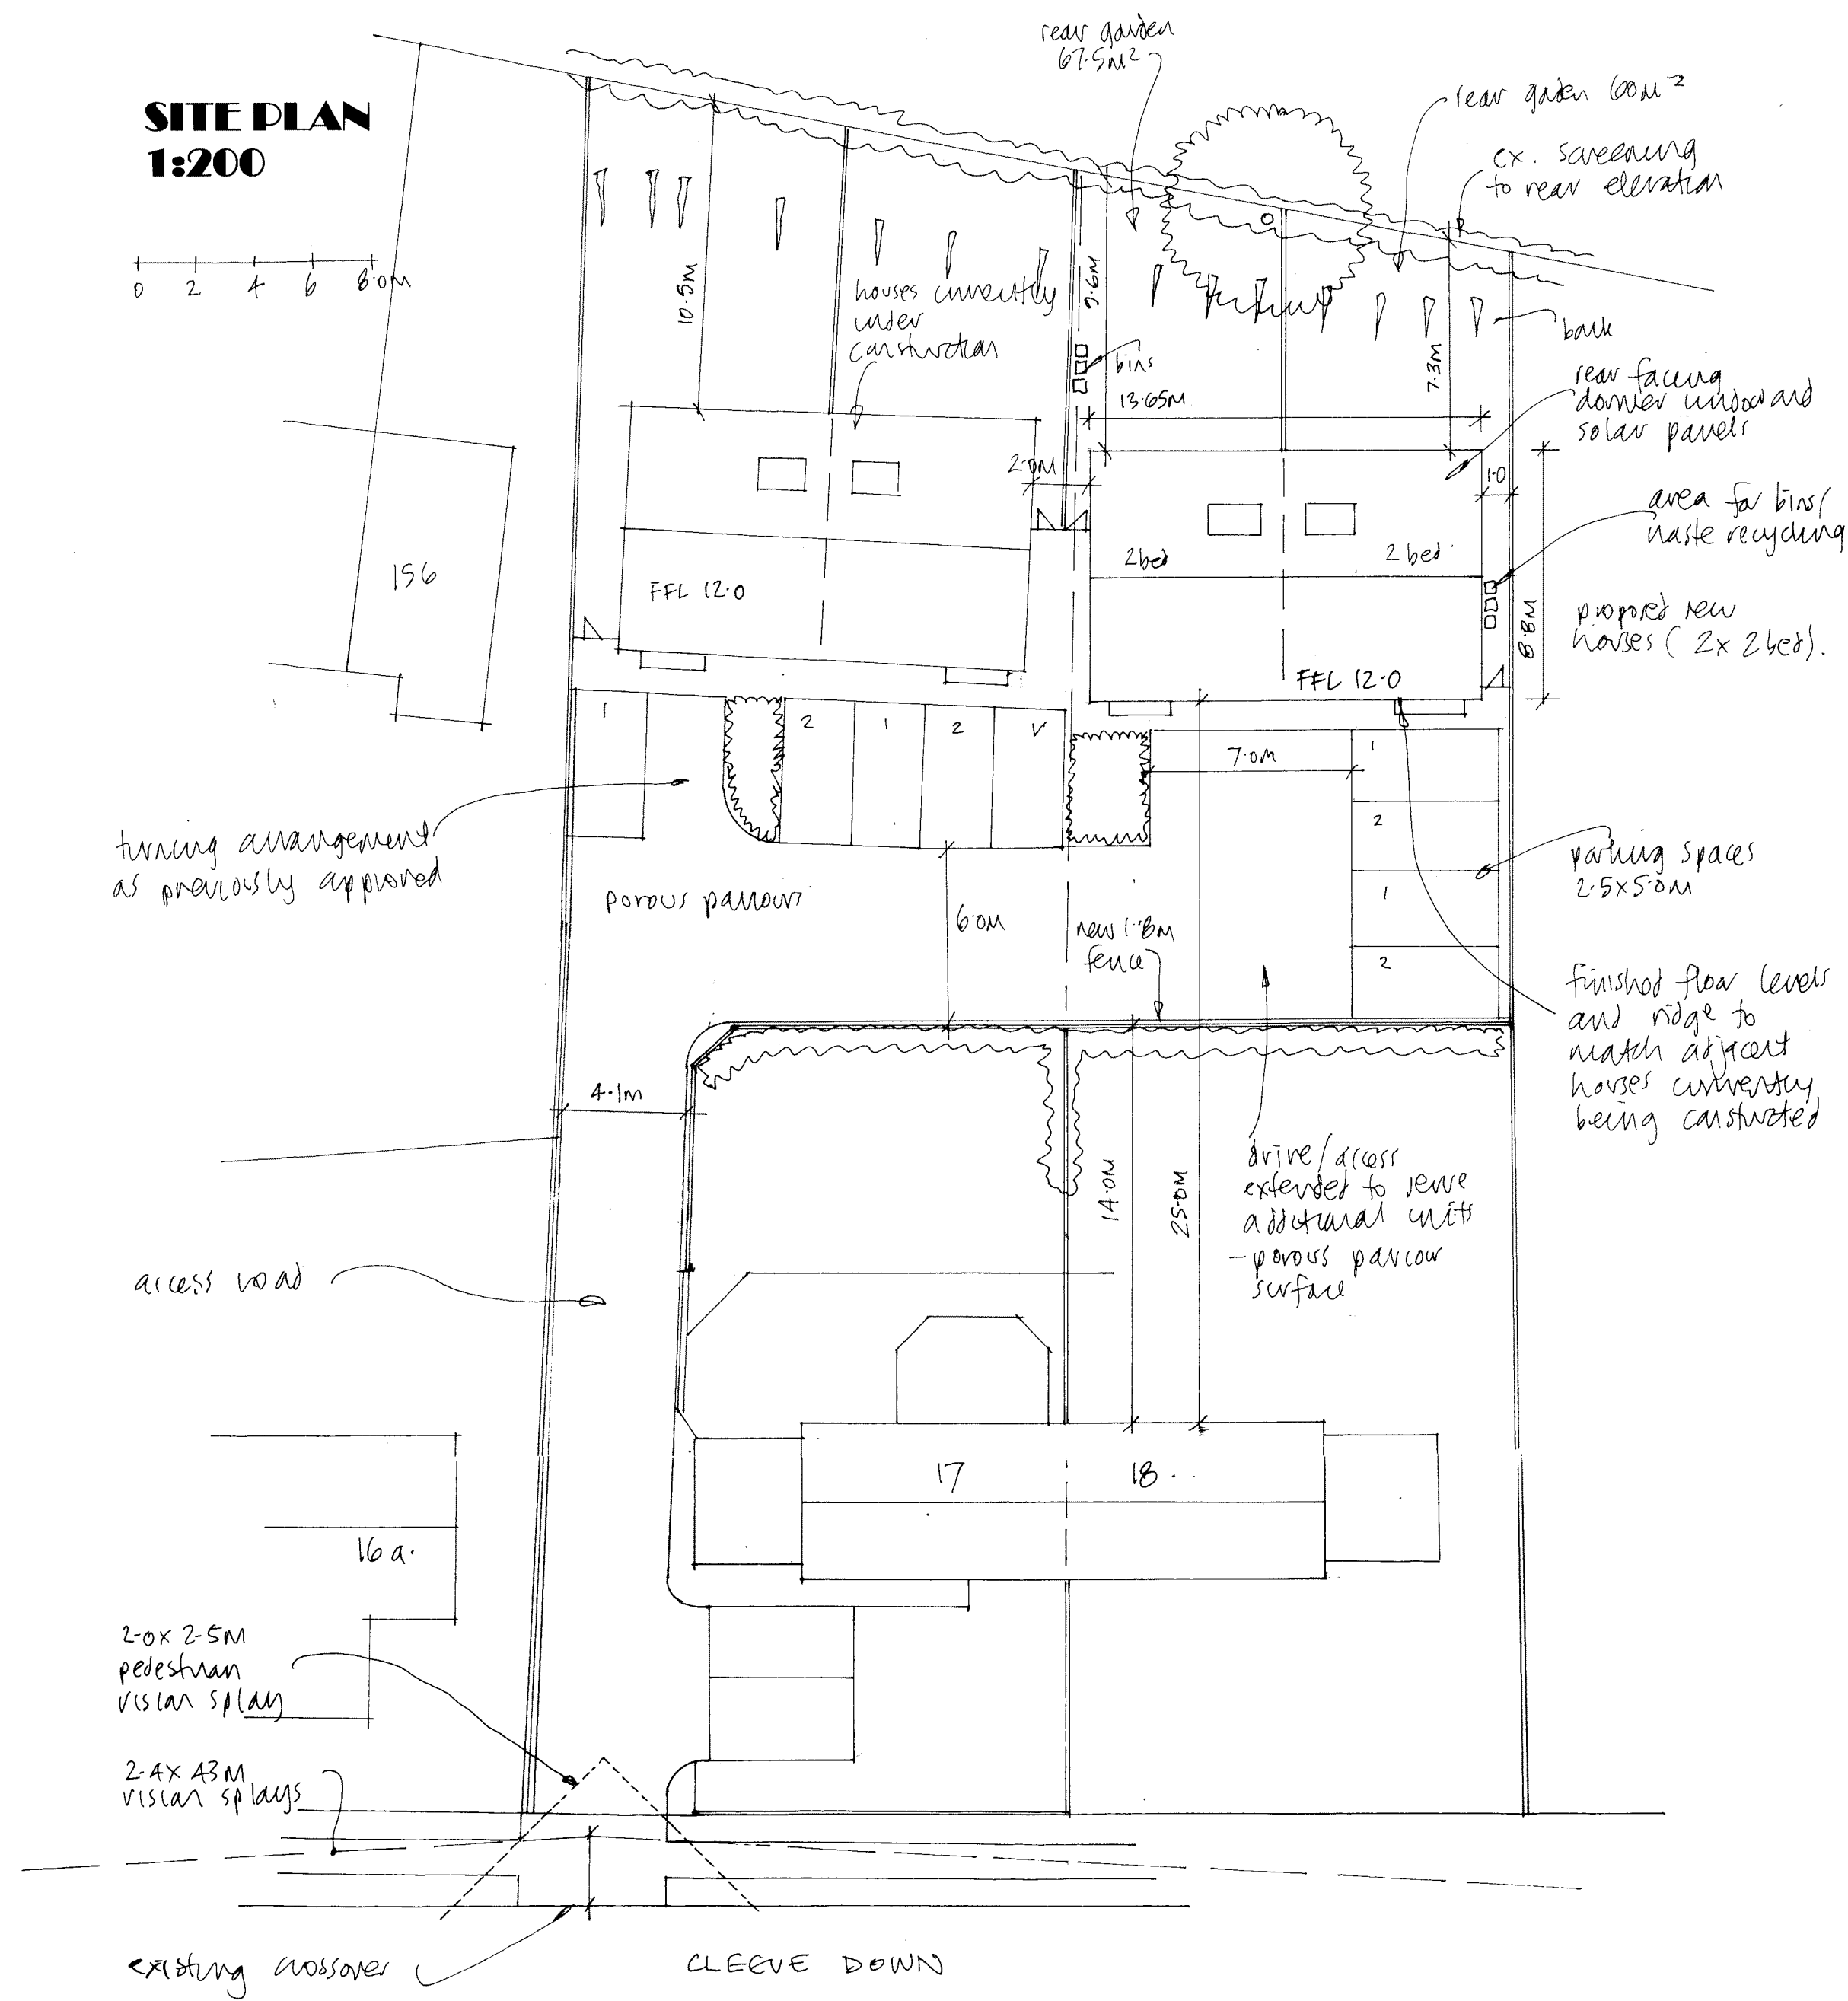 SITE PLAN
1:200
0 2 4 6 8.0M
rear garden
67.5M²
rear garden 60M²
ex. screening
to rear elevation
bank
rear facing
dormer window and
solar panels
area for bins/
waste recycling
proposed new
houses (2x 2bed).
10.5M
houses currently
under
construction
9.6M
bins
13.65M
7.3M
2.0M
1.0
8.8M
156
FFL 12.0
2bed
2bed
FFL 12.0
1
2
1
2
V
7.0M
1
2
1
2
parking spaces
2.5x5.0M
turning arrangement
as previously approved
porous paviours
6.0M
new 1.8M
fence
finished floor levels
and ridge to
match adjacent
houses currently
being constructed
4.1M
14.0M
25.0M
drive/access
extended to serve
additional units
-porous paviour
surface
access road
17
18
16a.
2.0x 2.5M
pedestrian
vision splay
2.4x 43M
vision splays
existing crossover
CLEEVE DOWN